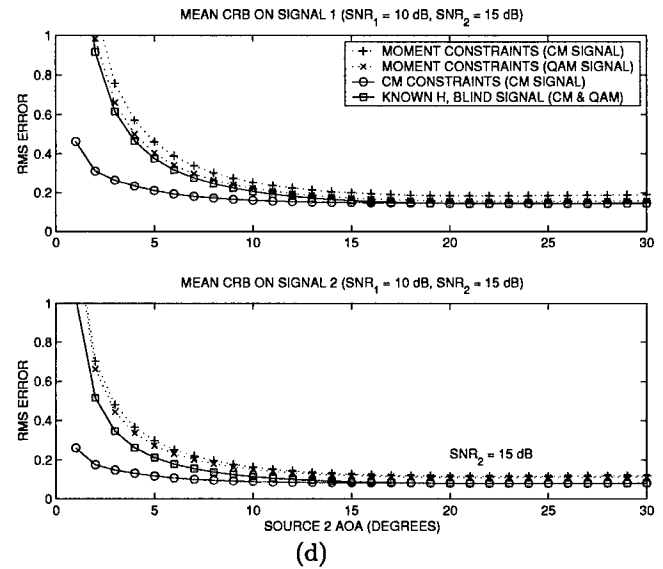 MEAN CRB ON SIGNAL 1 (SNR1 = 10 dB, SNR2 = 15 dB)
1
0.8
0.6
0.4
0.2
0
RMS ERROR
MOMENT CONSTRAINTS (CM SIGNAL)
MOMENT CONSTRAINTS (QAM SIGNAL)
CM CONSTRAINTS (CM SIGNAL)
KNOWN H, BLIND SIGNAL (CM & QAM)
0 5 10 15 20 25 30
MEAN CRB ON SIGNAL 2 (SNR1 = 10 dB, SNR2 = 15 dB)
1
0.8
0.6
0.4
0.2
0
RMS ERROR
SNR2 = 15 dB
0 5 10 15 20 25 30
SOURCE 2 AOA (DEGREES)
(d)